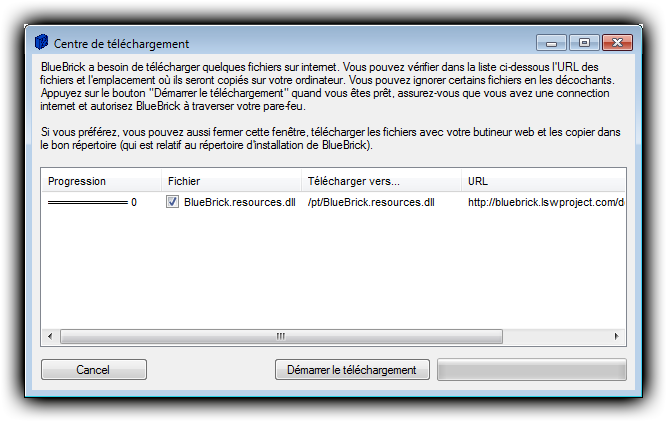 Centre de téléchargement
BlueBrick a besoin de télécharger quelques fichiers sur internet. Vous pouvez vérifier dans la liste ci-dessous l'URL des
fichiers et l'emplacement où ils seront copiés sur votre ordinateur. Vous pouvez ignorer certains fichiers en les décochants.
Appuyez sur le bouton "Démarrer le téléchargement" quand vous êtes prêt, assurez-vous que vous avez une connection
internet et autorisez BlueBrick à traverser votre pare-feu.
Si vous préférez, vous pouvez aussi fermer cette fenêtre, télécharger les fichiers avec votre butineur web et les copier dans
le bon répertoire (qui est relatif au répertoire d'installation de BlueBrick).
Progression Fichier Télécharger vers... URL
0 BlueBrick.resources.dll /pt/BlueBrick.resources.dll http://bluebrick.lswproject.com/d
Cancel Démarrer le téléchargement